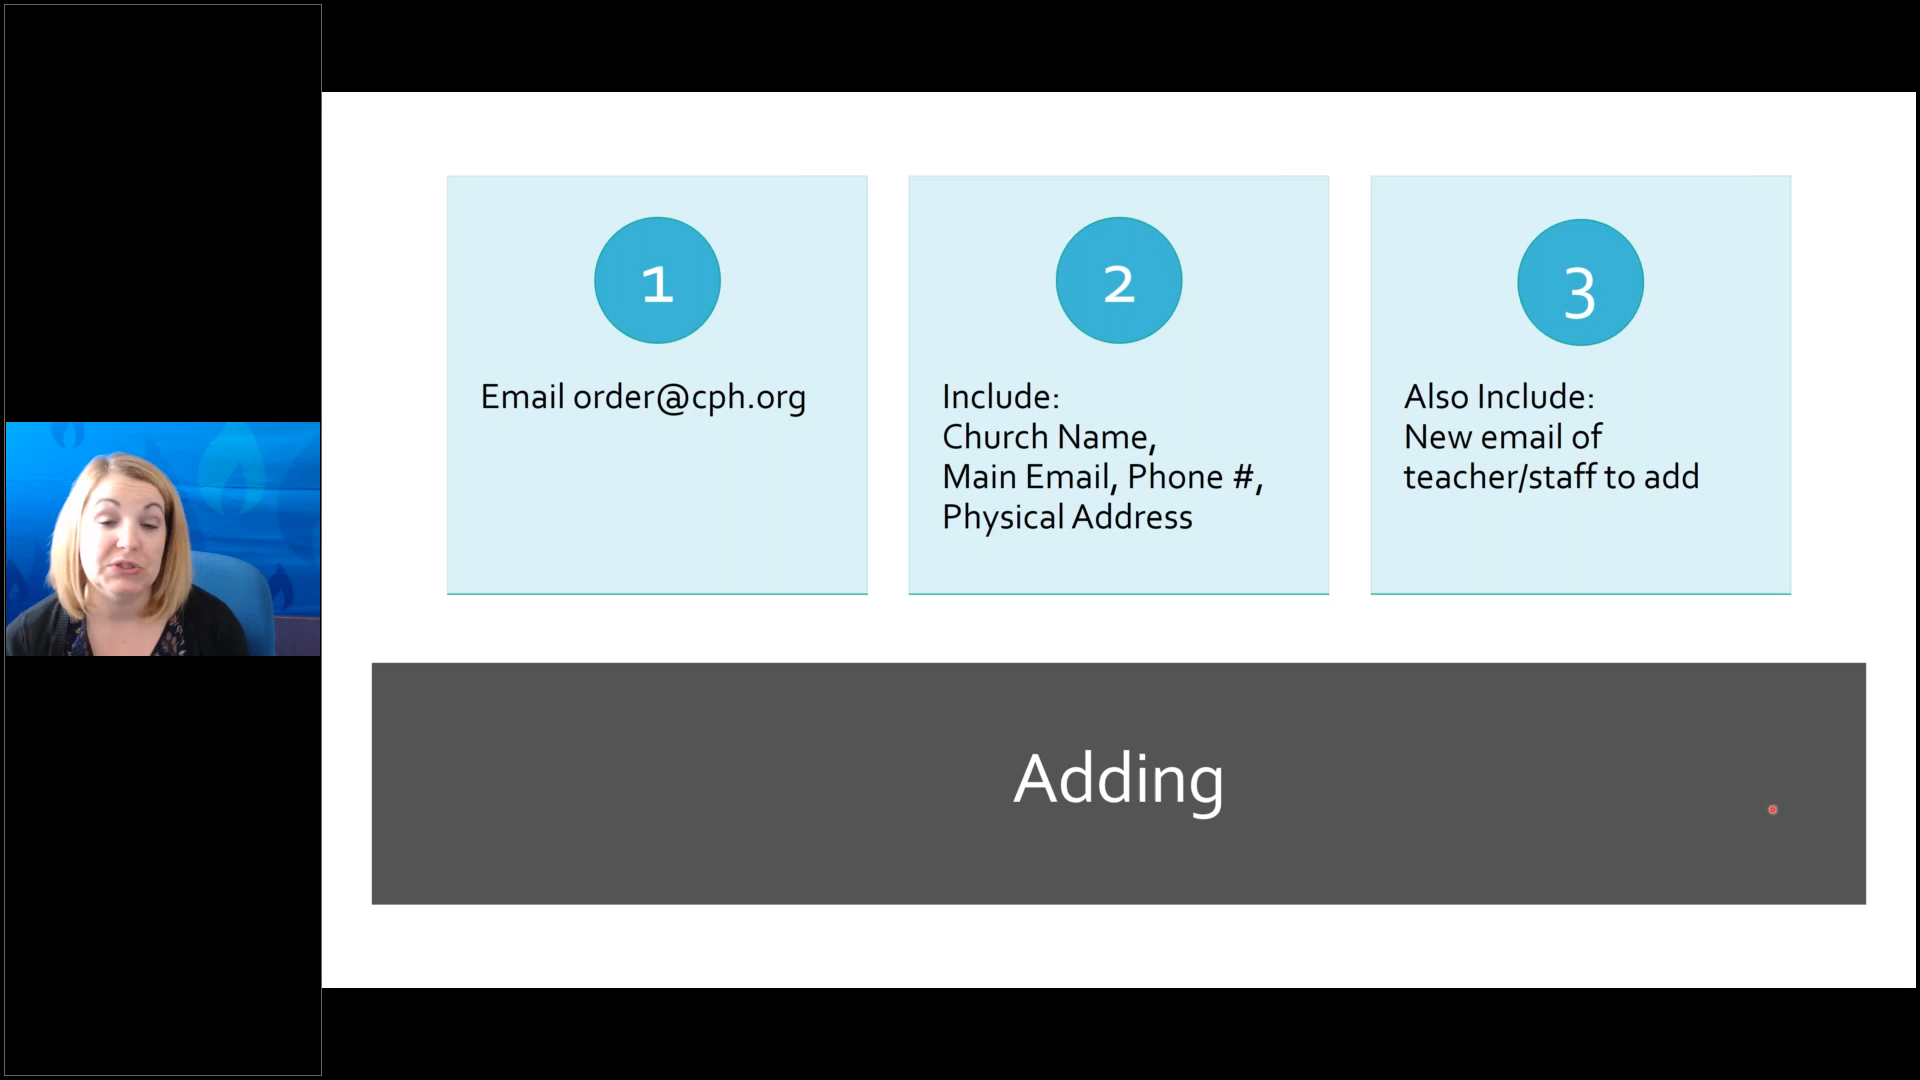 1
Email order@cph.org
2
Include:
Church Name,
Main Email, Phone #,
Physical Address
3
Also Include:
New email of
teacher/staff to add
Adding